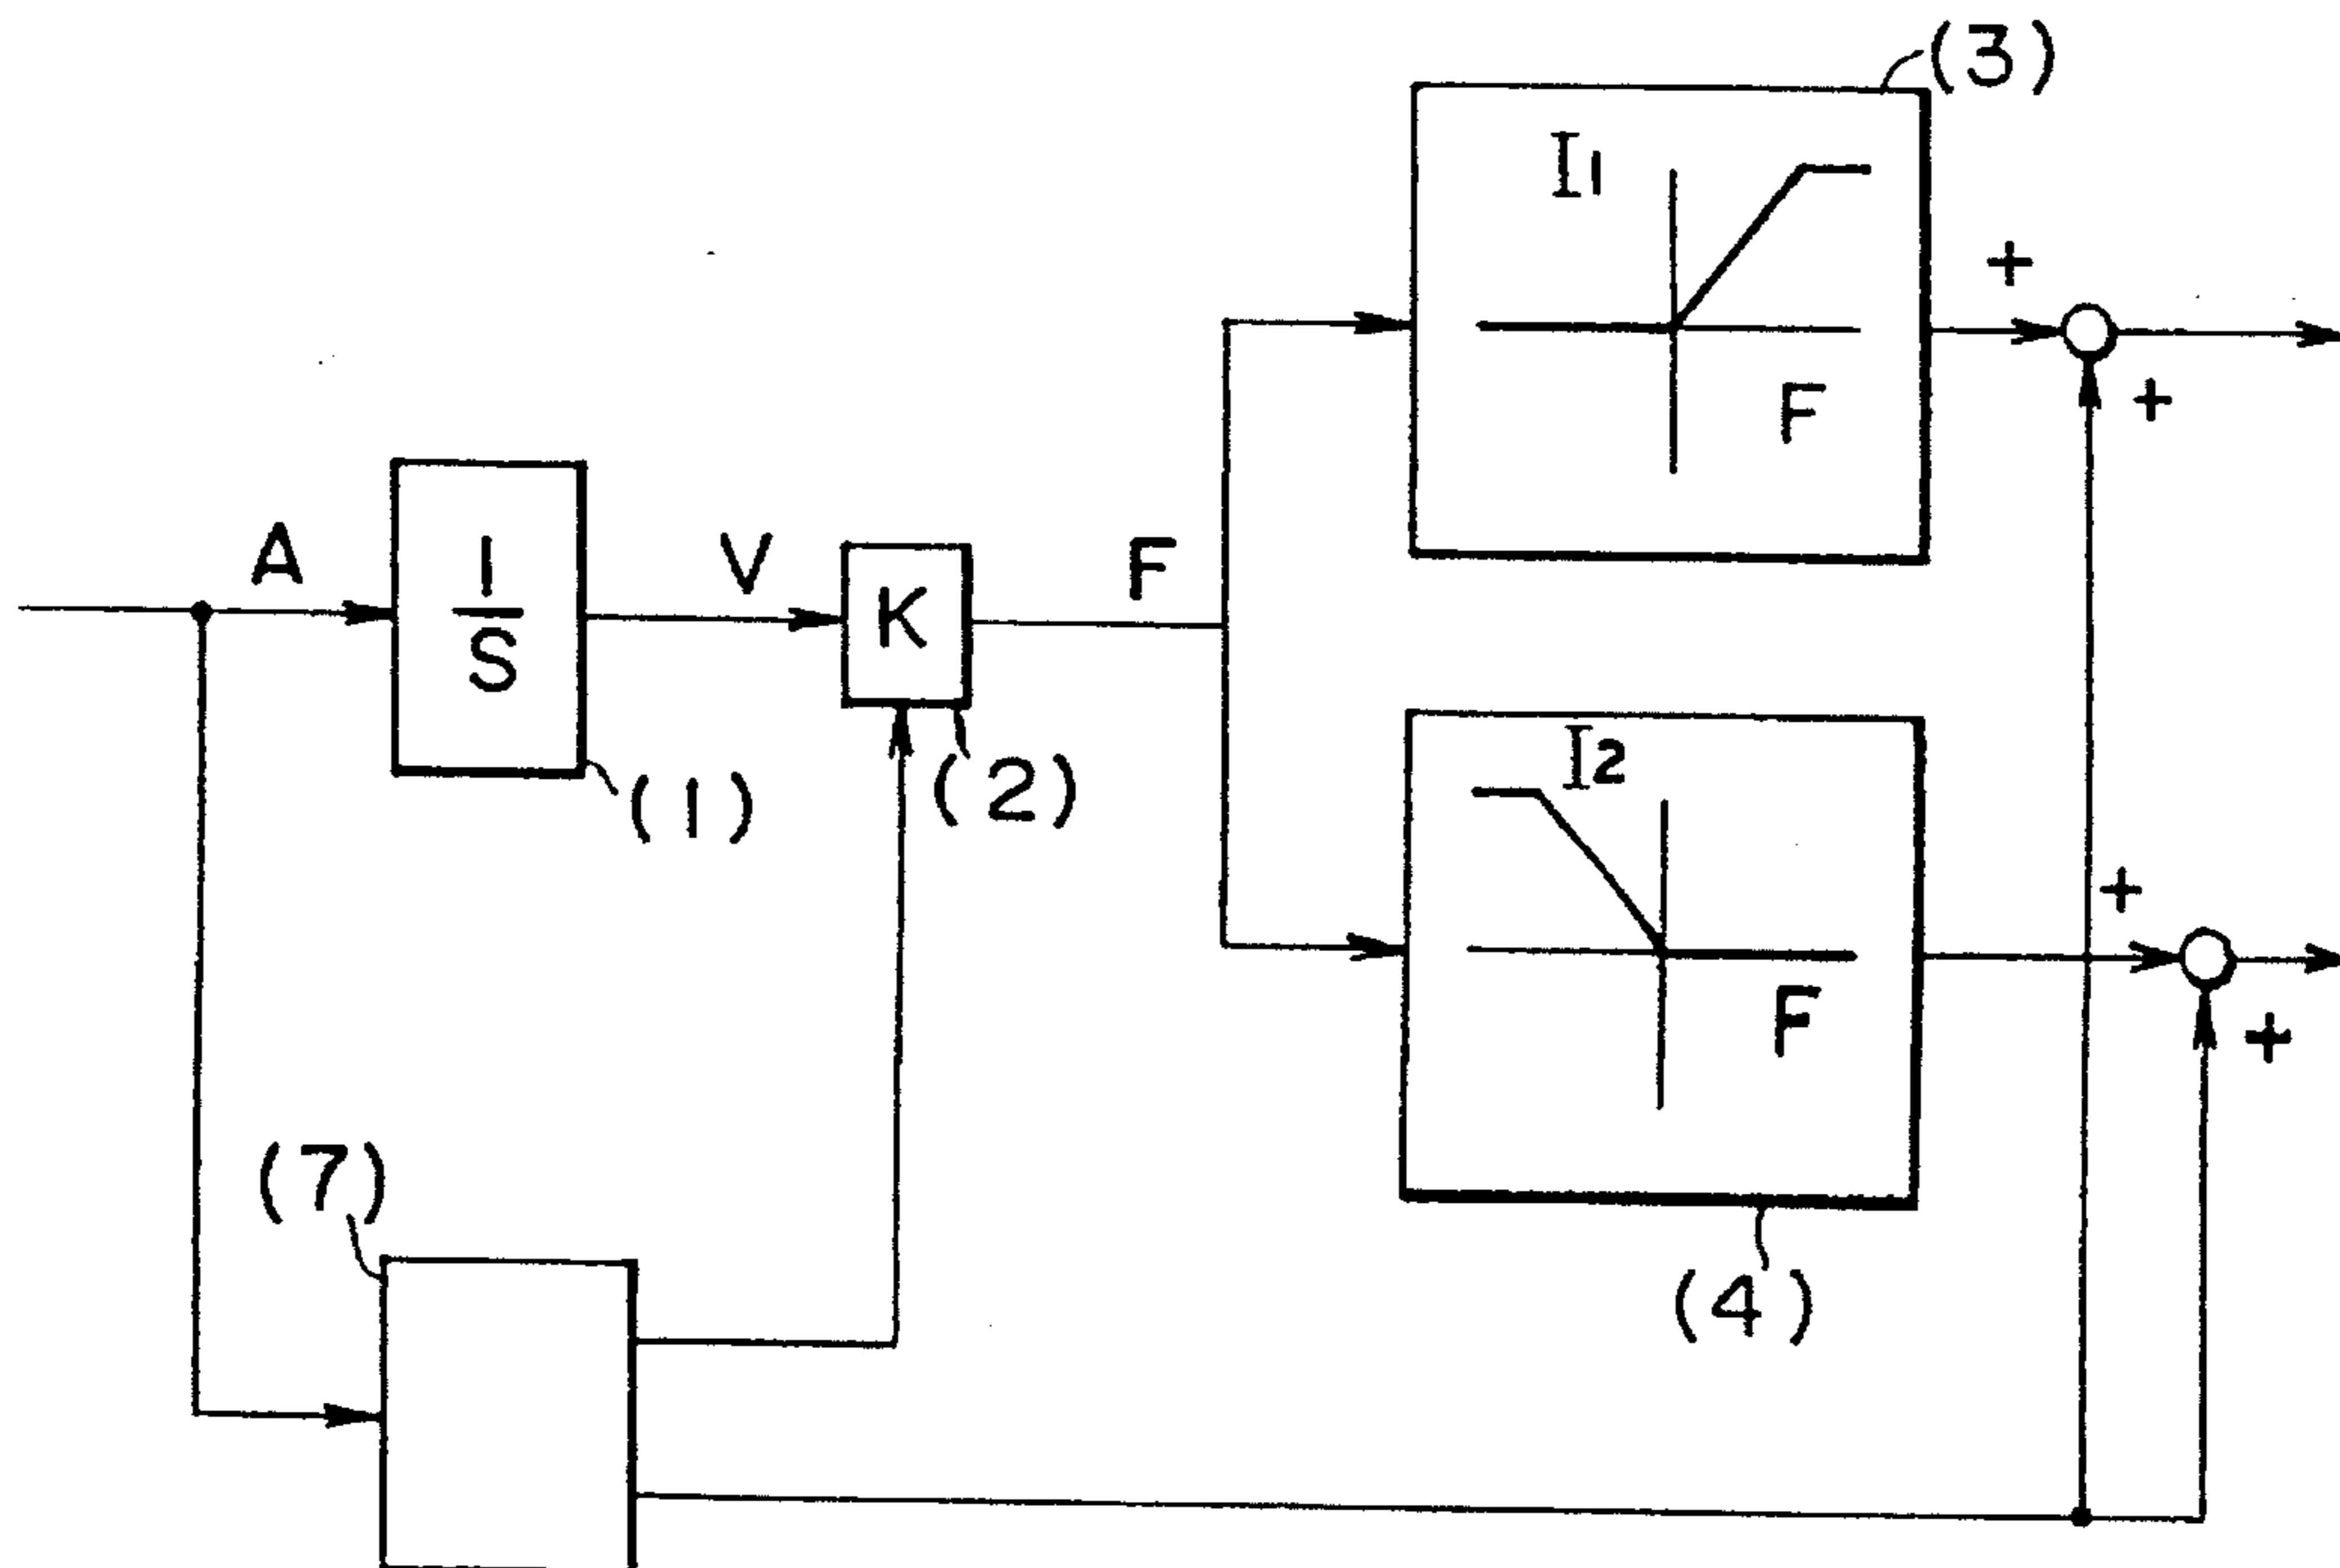 (3)
I1
+
F
+
A
1
S
V
K
F
(1)
(2)
I2
+
F
+
(7)
(4)